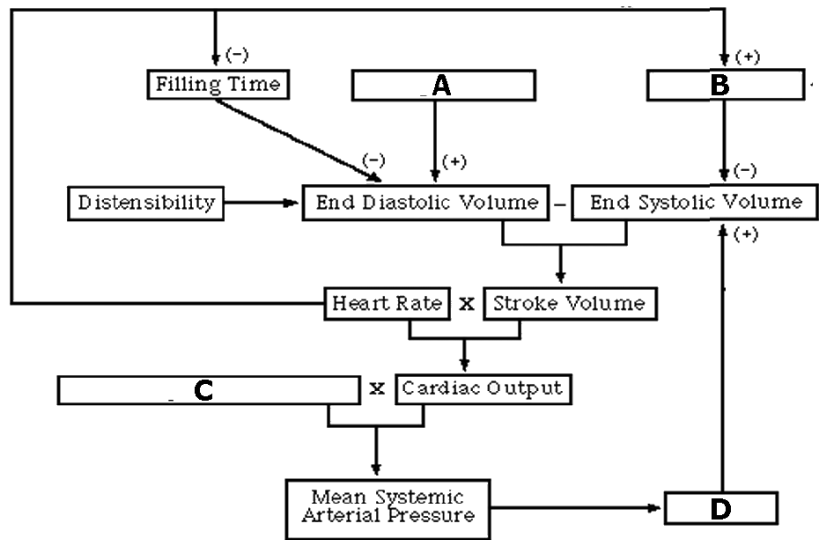 (-)
(+)
Filling Time
A
B
(-)
(+)
(-)
Distensibility
End Diastolic Volume
–
End Systolic Volume
(+)
Heart Rate
x
Stroke Volume
C
x
Cardiac Output
Mean Systemic
Arterial Pressure
D